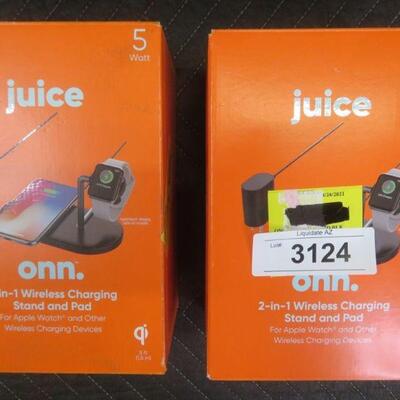 5
Watt
juice
onn.
-in-1 Wireless Charging
Stand and Pad
For Apple Watch® and Other
Wireless Charging Devices
qi
juice
Liquidate AZ
3124
onn.
2-in-1 Wireless Charging
Stand and Pad
For Apple Watch® and Other
Wireless Charging Devices